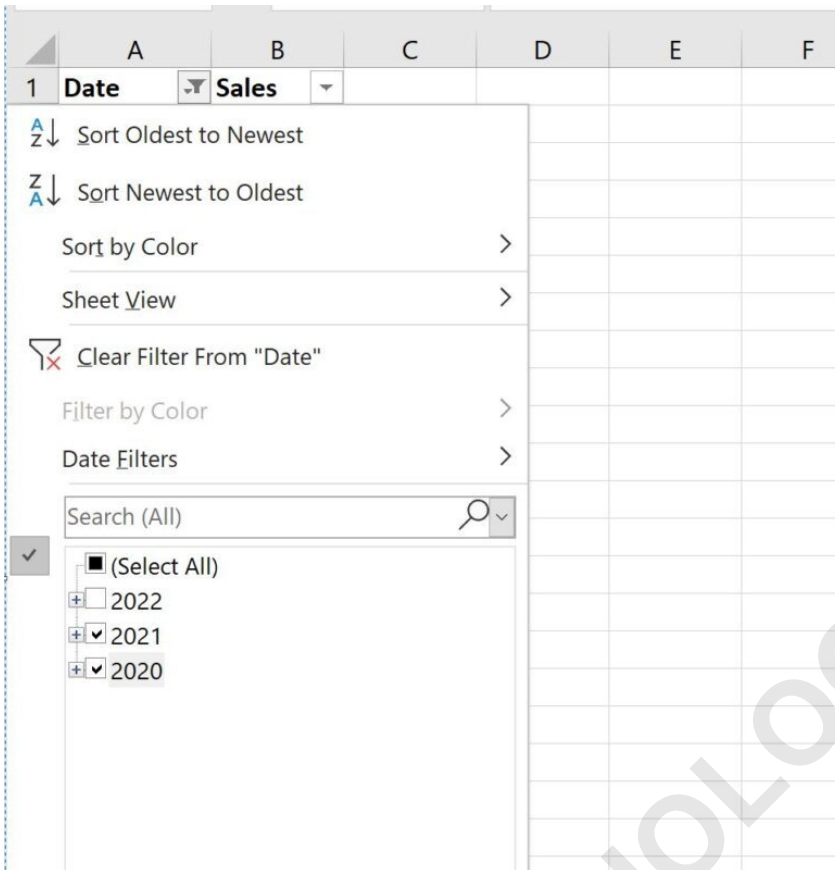 A B C D E F
1 Date Sales
Sort Oldest to Newest
Sort Newest to Oldest
Sort by Color
Sheet View
Clear Filter From "Date"
Filter by Color
Date Filters
Search (All)
(Select All)
2022
2021
2020